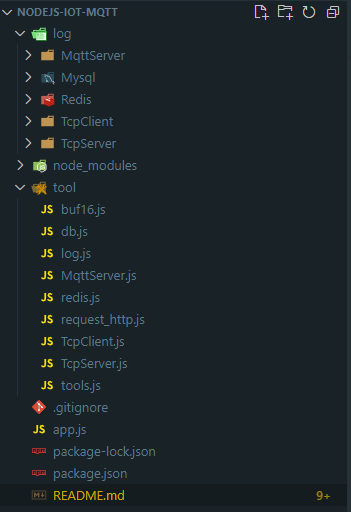 NODEJS-IOT-MQTT
log
MqttServer
Mysql
Redis
TcpClient
TcpServer
node_modules
tool
JS buf16.js
JS db.js
JS log.js
JS MqttServer.js
JS redis.js
JS request_http.js
JS TcpClient.js
JS TcpServer.js
JS tools.js
.gitignore
JS app.js
package-lock.json
package.json
README.md 9+